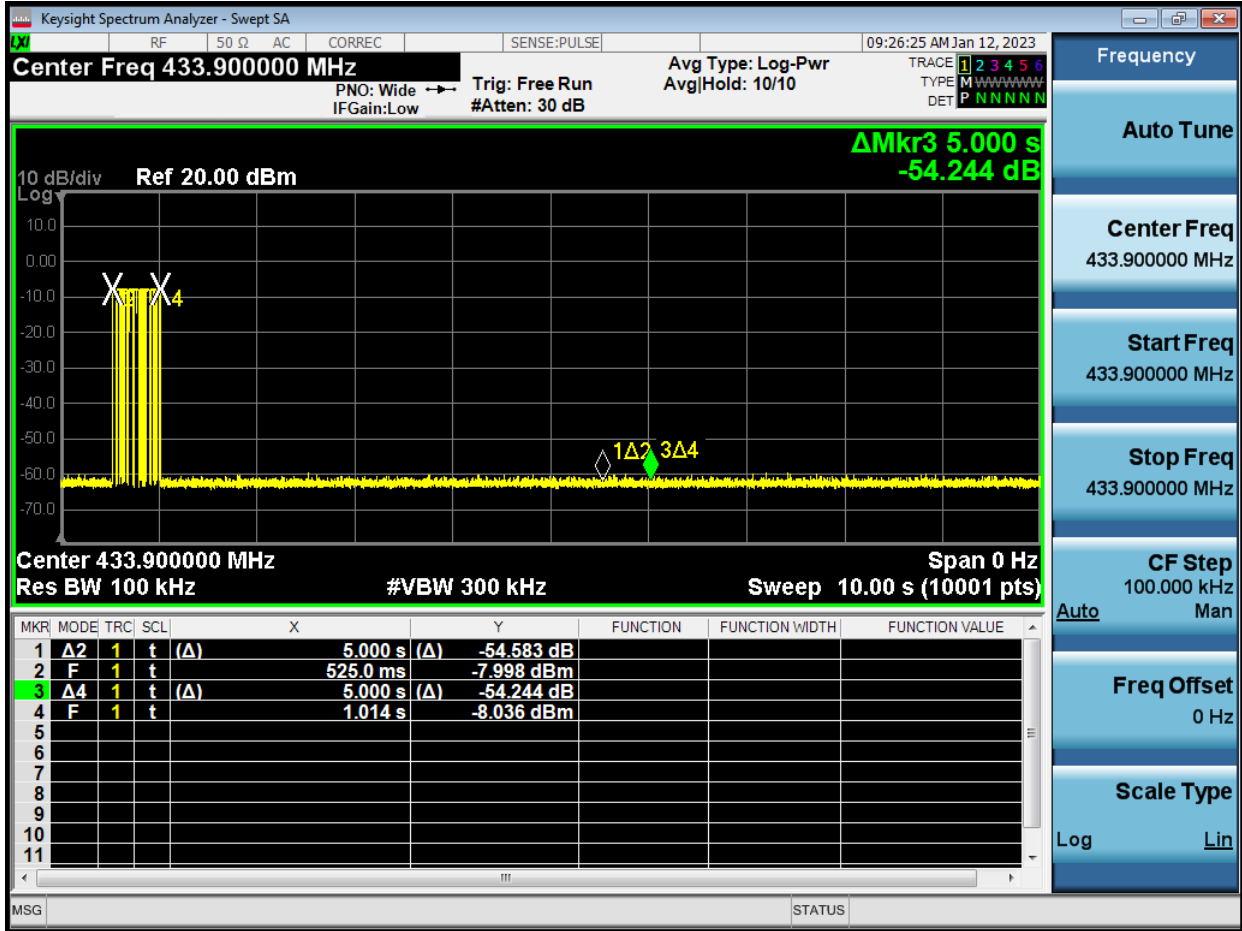 Keysight Spectrum Analyzer - Swept SA
LXI RF 50 Ω AC CORREC SENSE:PULSE 09:26:25 AM Jan 12, 2023
Center Freq 433.900000 MHz
PNO: Wide
IFGain:Low
Trig: Free Run
#Atten: 30 dB
Avg Type: Log-Pwr
Avg|Hold: 10/10
TRACE 1 2 3 4 5 6
TYPE M W W W W W
DET P N N N N N
ΔMkr3 5.000 s
-54.244 dB
10 dB/div Ref 20.00 dBm
Log
10.0
0.00
-10.0
-20.0
-30.0
-40.0
-50.0
-60.0
-70.0
2 4
1Δ2 3Δ4
Center 433.900000 MHz Span 0 Hz
Res BW 100 kHz #VBW 300 kHz Sweep 10.00 s (10001 pts)
MKR MODE TRC SCL X Y FUNCTION FUNCTION WIDTH FUNCTION VALUE
1 Δ2 1 t (Δ) 5.000 s (Δ) -54.583 dB
2 F 1 t 525.0 ms -7.998 dBm
3 Δ4 1 t (Δ) 5.000 s (Δ) -54.244 dB
4 F 1 t 1.014 s -8.036 dBm
5
6
7
8
9
10
11
MSG STATUS
Frequency
Auto Tune
Center Freq
433.900000 MHz
Start Freq
433.900000 MHz
Stop Freq
433.900000 MHz
CF Step
100.000 kHz
Auto Man
Freq Offset
0 Hz
Scale Type
Log Lin